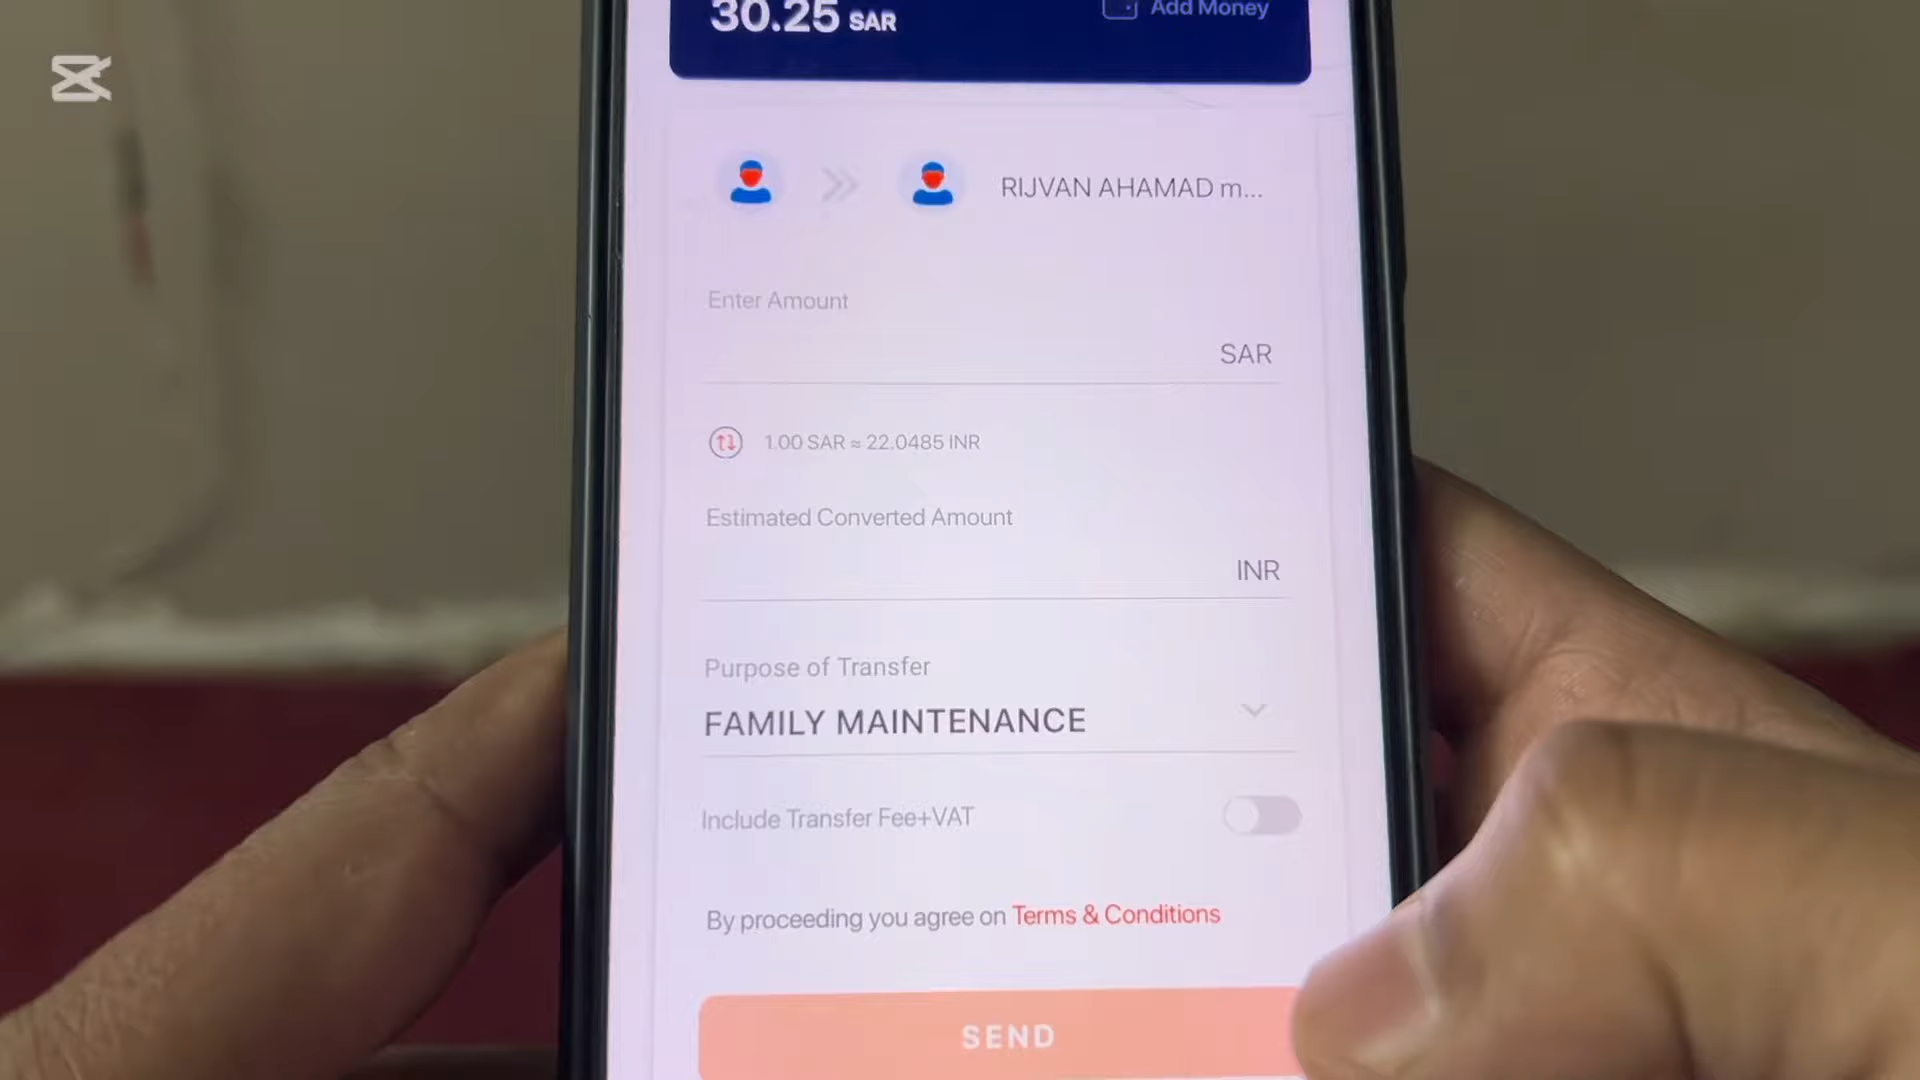 30.25 SAR
Add Money
RIJVAN AHAMAD m...
Enter Amount
SAR
1.00 SAR ≈ 22.0485 INR
Estimated Converted Amount
INR
Purpose of Transfer
FAMILY MAINTENANCE
Include Transfer Fee+VAT
By proceeding you agree on Terms & Conditions
SEND